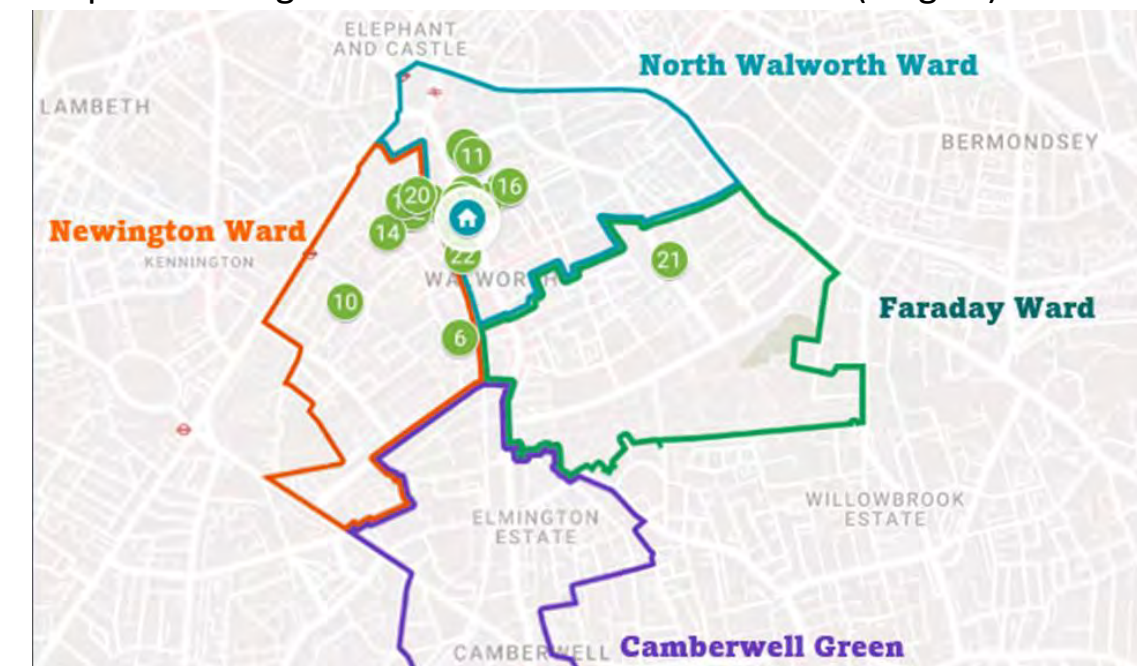 ELEPHANT
AND CASTLE
North Walworth Ward
LAMBETH
BERMONDSEY
11
16
20
Newington Ward
14
KENNINGTON
22
21
WALWORTH
10
Faraday Ward
6
WILLOWBROOK
ESTATE
ELMINGTON
ESTATE
CAMBERWELL
Camberwell Green